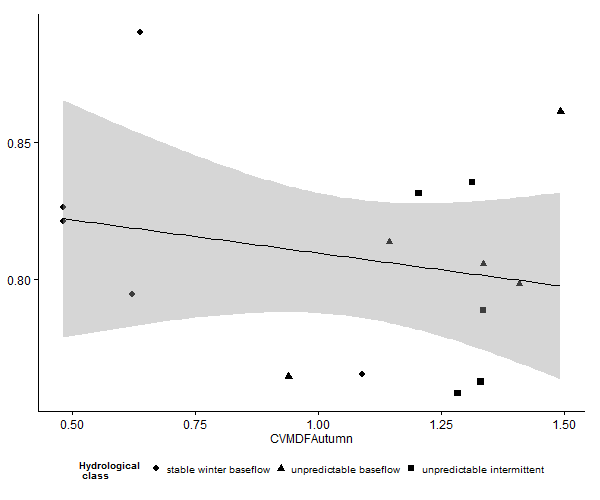 0.85
0.80
0.50 0.75 1.00 1.25 1.50
CVMDFAutumn
Hydrological
class
stable winter baseflow unpredictable baseflow unpredictable intermittent